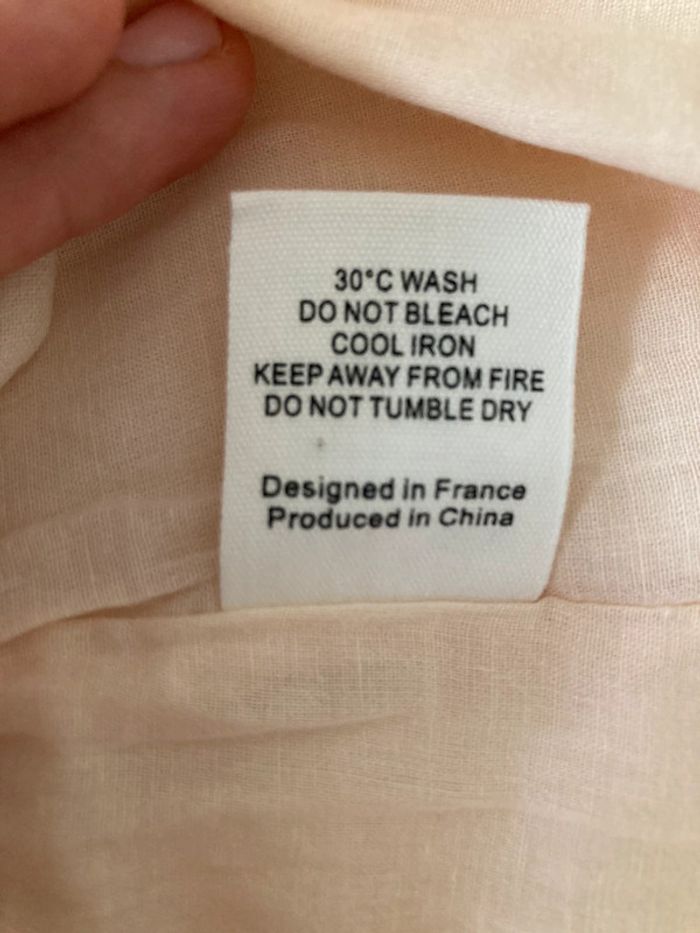 30°C WASH
DO NOT BLEACH
COOL IRON
KEEP AWAY FROM FIRE
DO NOT TUMBLE DRY
Designed in France
Produced in China